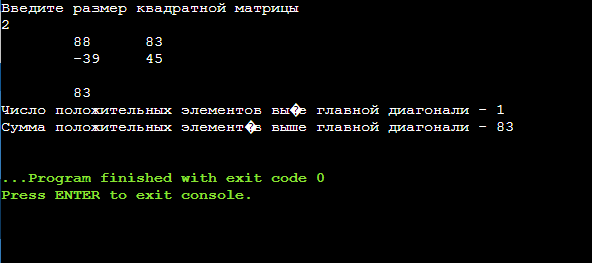 Введите размер квадратной матрицы
2
88 83
-39 45
83
Число положительных элементов вы�е главной диагонали - 1
Сумма положительных элемент�в выше главной диагонали - 83
...Program finished with exit code 0
Press ENTER to exit console.